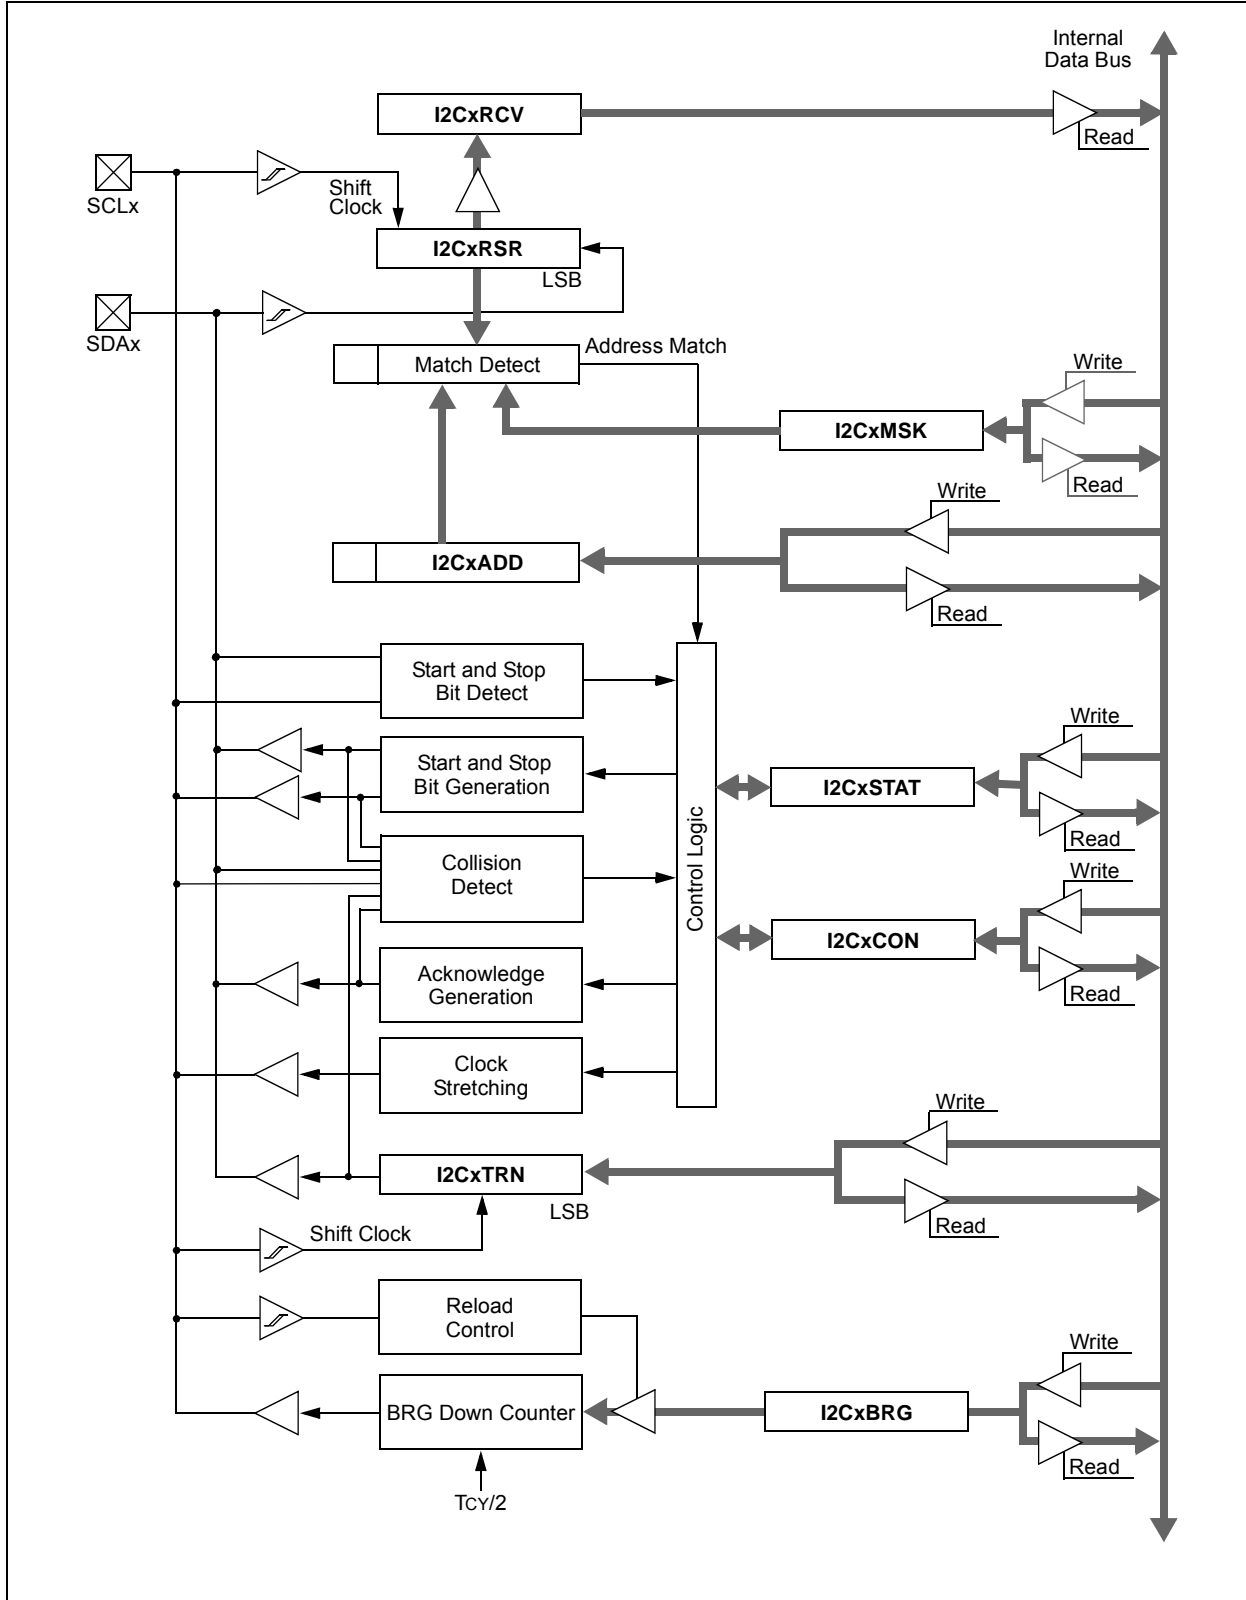 Internal
Data Bus
I2CxRCV
Read
SCLx
Shift
Clock
I2CxRSR
LSB
SDAx
Address Match
Match Detect
Write
I2CxMSK
Read
Write
I2CxADD
Read
Start and Stop
Bit Detect
Write
Start and Stop
Bit Generation
I2CxSTAT
Read
Control Logic
Collision
Detect
Write
I2CxCON
Read
Acknowledge
Generation
Clock
Stretching
Write
I2CxTRN
LSB
Read
Shift Clock
Reload
Control
Write
BRG Down Counter
I2CxBRG
Read
TCY/2